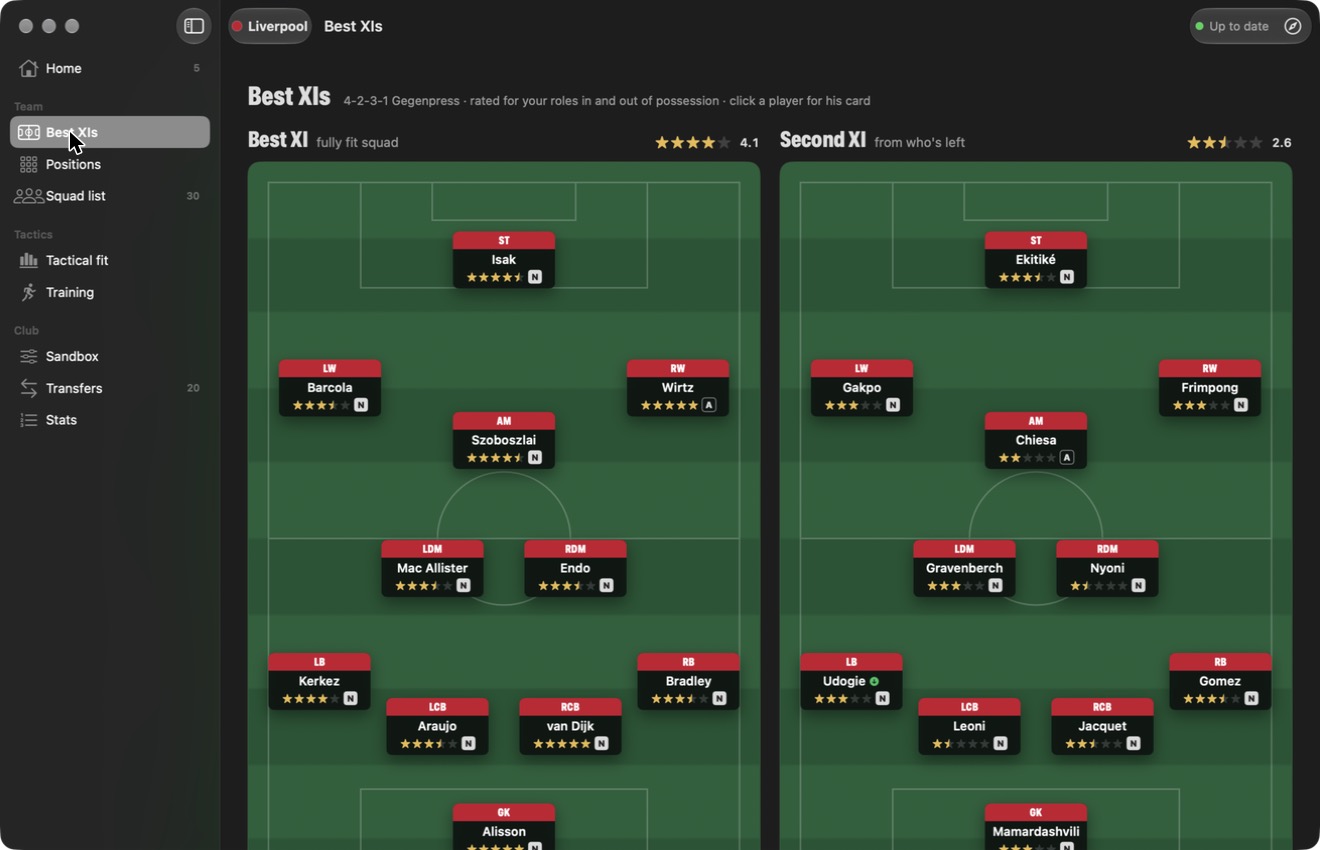 Liverpool
Best XIs
Up to date
Home 5
Team
Best XIs
Positions
Squad list 30
Tactics
Tactical fit
Training
Club
Sandbox
Transfers 20
Stats
Best XIs 4-2-3-1 Gegenpress · rated for your roles in and out of possession · click a player for his card
Best XI fully fit squad 4.1
ST
Isak
N
LW
Barcola
N
RW
Wirtz
A
AM
Szoboszlai
N
LDM
Mac Allister
N
RDM
Endo
N
LB
Kerkez
N
RB
Bradley
N
LCB
Araujo
N
RCB
van Dijk
N
GK
Alisson
N
Second XI from who's left 2.6
ST
Ekitiké
N
LW
Gakpo
N
RW
Frimpong
N
AM
Chiesa
A
LDM
Gravenberch
N
RDM
Nyoni
N
LB
Udogie
N
RB
Gomez
N
LCB
Leoni
N
RCB
Jacquet
N
GK
Mamardashvili
N